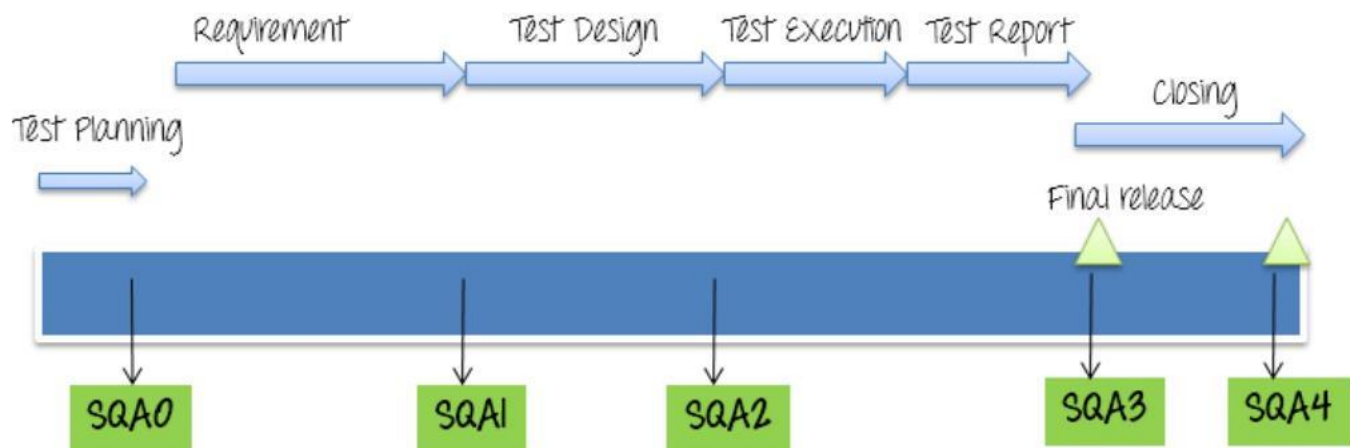 Requirement
Test Design
Test Execution
Test Report
Closing
Test Planning
Final release
SQA0
SQA1
SQA2
SQA3
SQA4